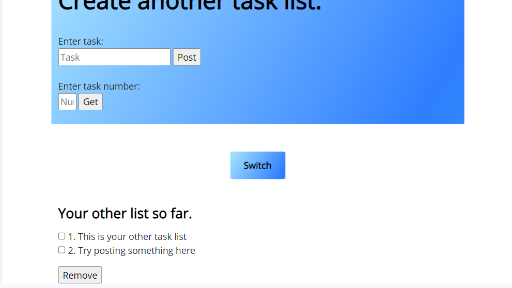 Create another task list.
Enter task:
Task
Post
Enter task number:
Nu
Get
Switch
Your other list so far.
1. This is your other task list
2. Try posting something here
Remove